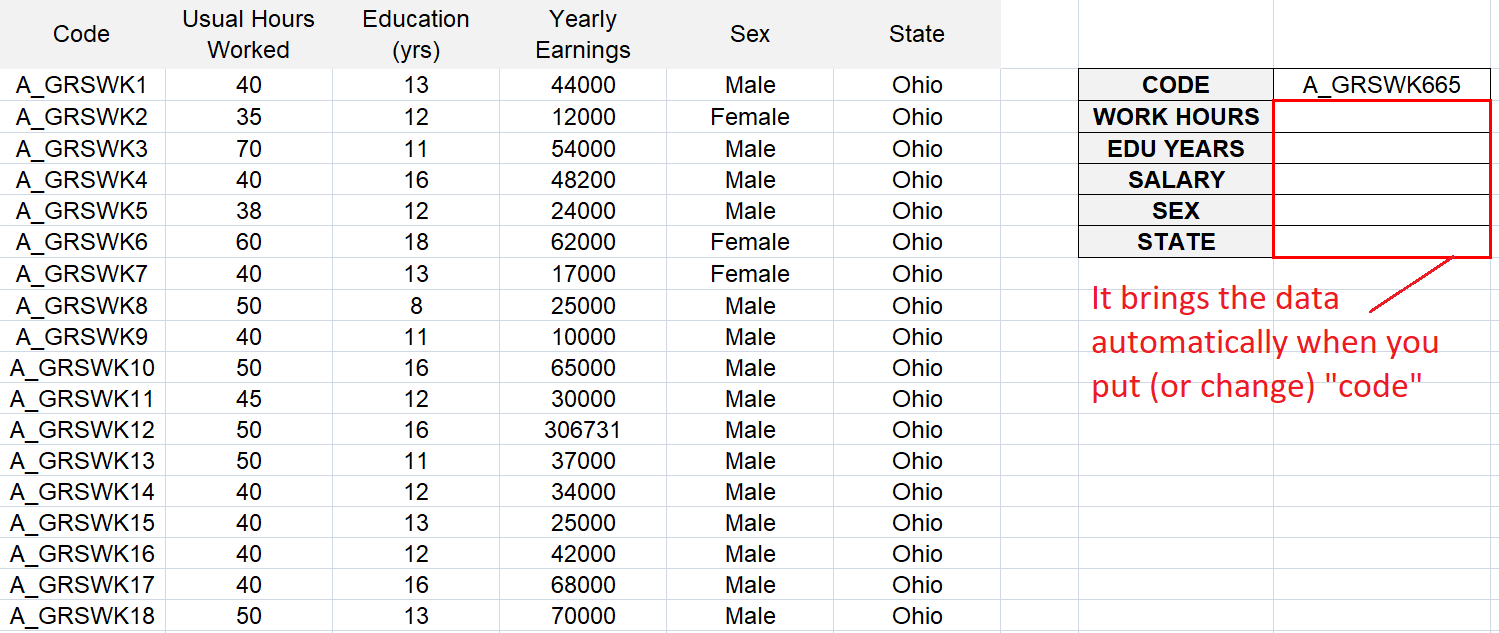 Code Usual Hours Worked Education (yrs) Yearly Earnings Sex State
A_GRSWK1 40 13 44000 Male Ohio
A_GRSWK2 35 12 12000 Female Ohio
A_GRSWK3 70 11 54000 Male Ohio
A_GRSWK4 40 16 48200 Male Ohio
A_GRSWK5 38 12 24000 Male Ohio
A_GRSWK6 60 18 62000 Female Ohio
A_GRSWK7 40 13 17000 Female Ohio
A_GRSWK8 50 8 25000 Male Ohio
A_GRSWK9 40 11 10000 Male Ohio
A_GRSWK10 50 16 65000 Male Ohio
A_GRSWK11 45 12 30000 Male Ohio
A_GRSWK12 50 16 306731 Male Ohio
A_GRSWK13 50 11 37000 Male Ohio
A_GRSWK14 40 12 34000 Male Ohio
A_GRSWK15 40 13 25000 Male Ohio
A_GRSWK16 40 12 42000 Male Ohio
A_GRSWK17 40 16 68000 Male Ohio
A_GRSWK18 50 13 70000 Male Ohio
CODE A_GRSWK665
WORK HOURS
EDU YEARS
SALARY
SEX
STATE
It brings the data
automatically when you
put (or change) "code"